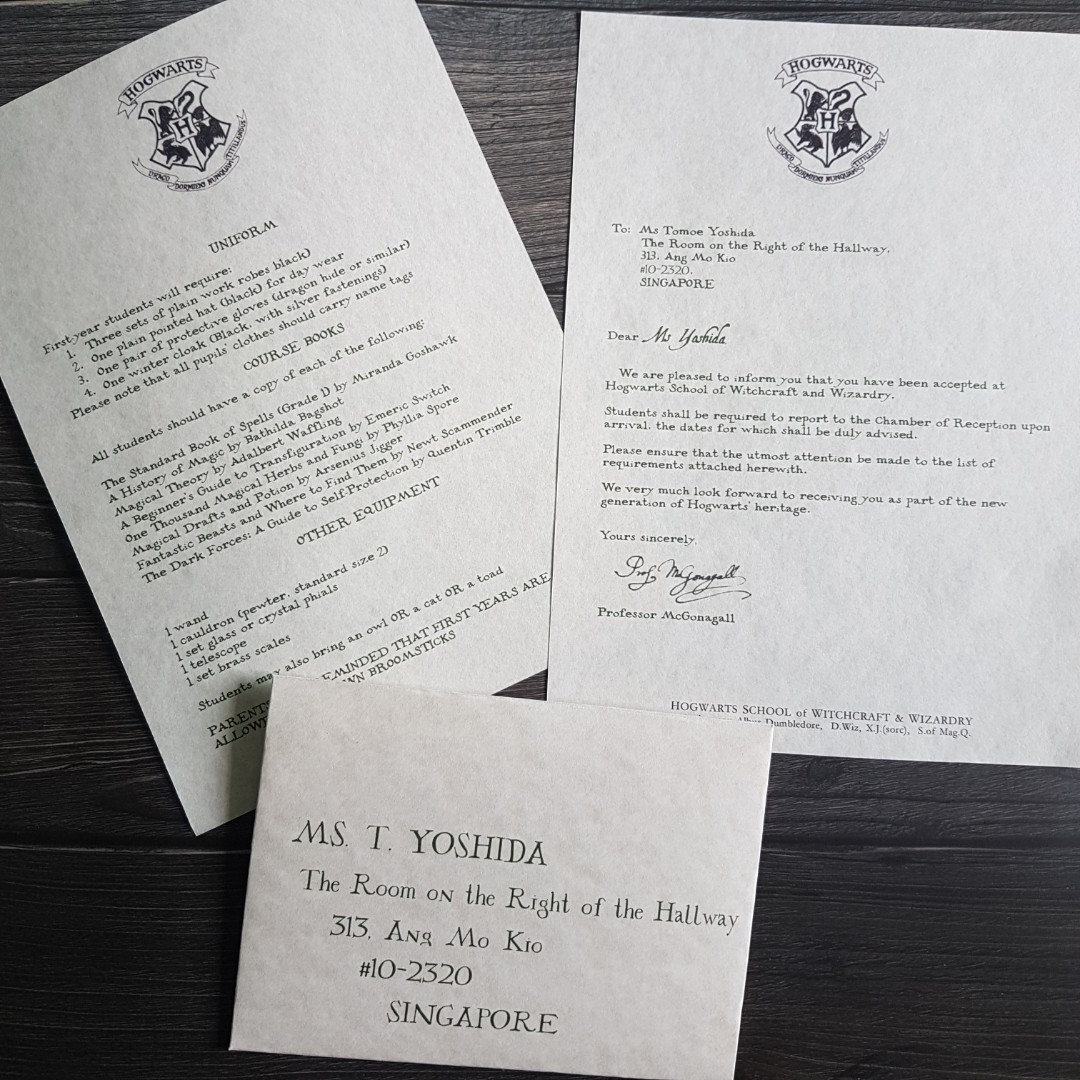 HOGWARTS
H
DRACO DORMIENS NUNQUAM TITILLANDUS
UNIFORM
First-year students will require:
1. Three sets of plain work robes black)
2. One plain pointed hat (black) for day wear
3. One pair of protective gloves (dragon hide or similar)
4. One winter cloak (Black, with silver fastenings)
Please note that all pupils' clothes should carry name tags
COURSE BOOKS
All students should have a copy of each of the following:
The Standard Book of Spells (Grade 1) by Miranda Goshawk
A History of Magic by Bathilda Bagshot
Magical Theory by Adalbert Waffling
A Beginner's Guide to Transfiguration by Emeric Switch
One Thousand Magical Herbs and Fungi by Phyllia Spore
Magical Drafts and Potion by Arsenius Jigger
Fantastic Beasts and Where to Find Them by Newt Scammender
The Dark Forces: A Guide to Self-Protection by Quentin Trimble
OTHER EQUIPMENT
1 wand
1 cauldron (pewter, standard size 2)
1 set glass or crystal phials
1 telescope
1 set brass scales
Students may also bring an owl OR a cat OR a toad
PARENTS EMINDED THAT FIRST YEARS ARE
ALLOWE WN BROOMSTICKS
HOGWARTS
H
DRACO DORMIENS NUNQUAM TITILLANDUS
To: Ms Tomoe Yoshida
The Room on the Right of the Hallway,
313, Ang Mo Kio
#10-2320,
SINGAPORE
Dear Ms Yoshida
We are pleased to inform you that you have been accepted at
Hogwarts School of Witchcraft and Wizardry.
Students shall be required to report to the Chamber of Reception upon
arrival, the dates for which shall be duly advised.
Please ensure that the utmost attention be made to the list of
requirements attached herewith.
We very much look forward to receiving you as part of the new
generation of Hogwarts' heritage.
Yours sincerely,
Prof. McGonagall
Professor McGonagall
HOGWARTS SCHOOL of WITCHCRAFT & WIZARDRY
Dumbledore, D.Wiz, X.J.(sorc), S.of Mag.Q.
MS. T. YOSHIDA
The Room on the Right of the Hallway
313, Ang Mo Kio
#10-2320
SINGAPORE